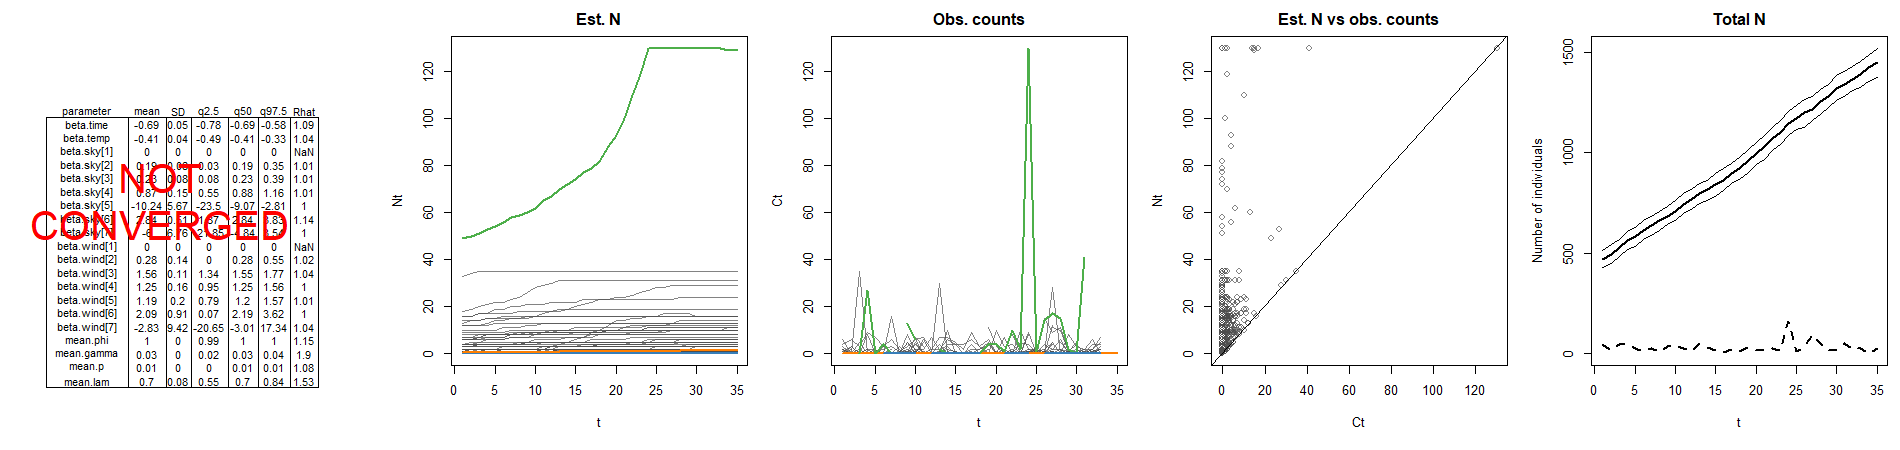 parameter mean SD q2.5 q50 q97.5 Rhat
beta.time -0.69 0.05 -0.78 -0.69 -0.58 1.09
beta.temp -0.41 0.04 -0.49 -0.41 -0.33 1.04
beta.sky[1] 0 0 0 0 0 NaN
beta.sky[2] 0.19 0.08 0.03 0.19 0.35 1.01
beta.sky[3] 0.23 0.08 0.08 0.23 0.39 1.01
beta.sky[4] 0.87 0.15 0.55 0.88 1.16 1.01
beta.sky[5] -10.24 5.67 -23.5 -9.07 -2.81 1
beta.sky[6] 2.84 1.14
1
beta.wind[1] 0 0 0 0 0 NaN
beta.wind[2] 0.28 0.14 0 0.28 0.55 1.02
beta.wind[3] 1.56 0.11 1.34 1.55 1.77 1.04
beta.wind[4] 1.25 0.16 0.95 1.25 1.56 1
beta.wind[5] 1.19 0.2 0.79 1.2 1.57 1.01
beta.wind[6] 2.09 0.91 0.07 2.19 3.62 1
beta.wind[7] -2.83 9.42 -20.65 -3.01 17.34 1.04
mean.phi 1 0 0.99 1 1 1.15
mean.gamma 0.03 0 0.02 0.03 0.04 1.9
mean.p 0.01 0 0 0.01 0.01 1.08
mean.lam 0.7 0.08 0.55 0.7 0.84 1.53
NOT
CONVERGED
Est. N
Nt
120
100
80
60
40
20
0
0 5 10 15 20 25 30 35
t
Obs. counts
Ct
120
100
80
60
40
20
0
0 5 10 15 20 25 30 35
t
Est. N vs obs. counts
Nt
120
100
80
60
40
20
0
0 20 40 60 80 100 120
Ct
Total N
Number of individuals
1500
1000
500
0
0 5 10 15 20 25 30 35
t